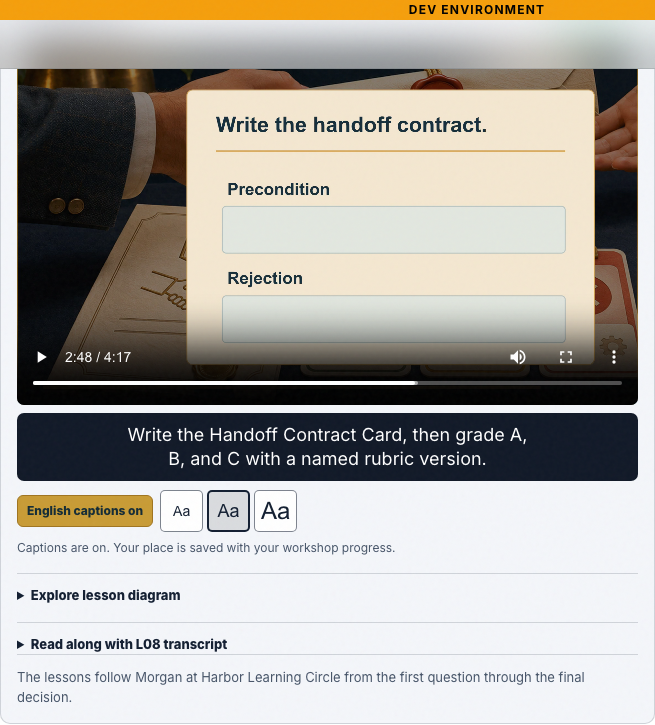 DEV ENVIRONMENT
Write the handoff contract.
Precondition
Rejection
2:48 / 4:17
Write the Handoff Contract Card, then grade A,
B, and C with a named rubric version.
English captions on
Aa
Aa
Aa
Captions are on. Your place is saved with your workshop progress.
Explore lesson diagram
Read along with L08 transcript
The lessons follow Morgan at Harbor Learning Circle from the first question through the final
decision.